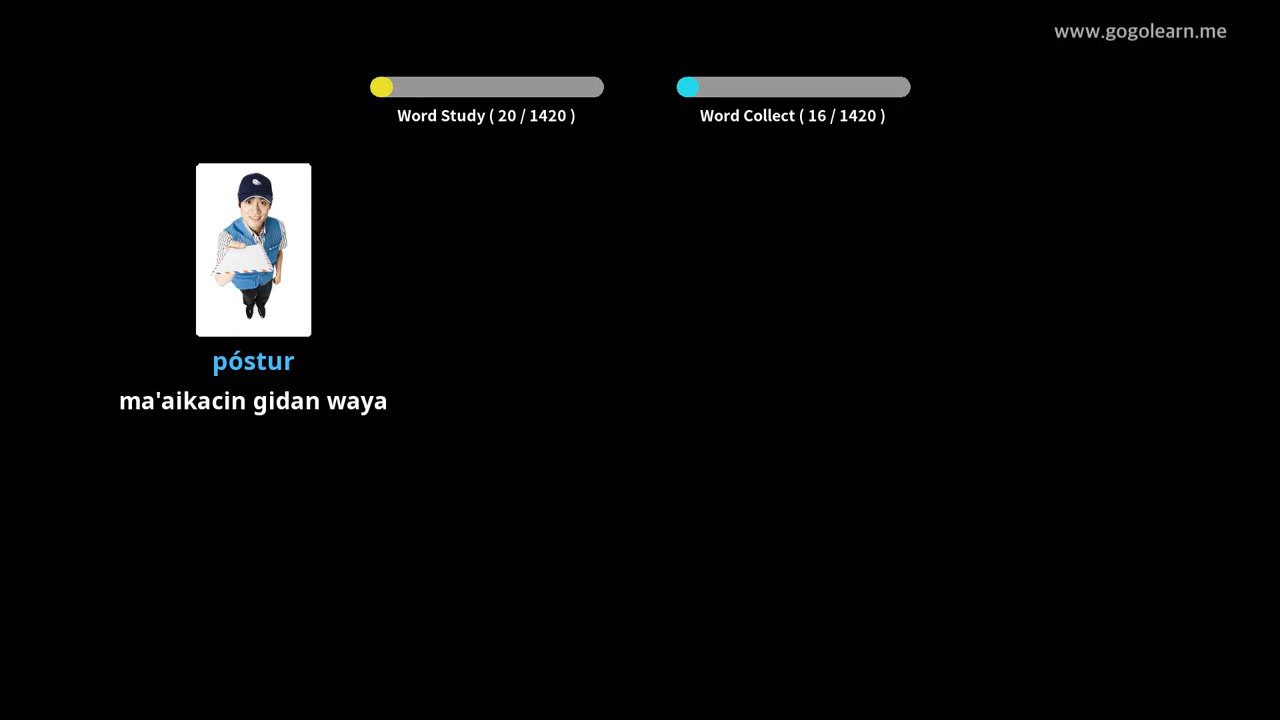 www.gogolearn.me
Word Study ( 20 / 1420 )
Word Collect ( 16 / 1420 )
póstur
ma'aikacin gidan waya